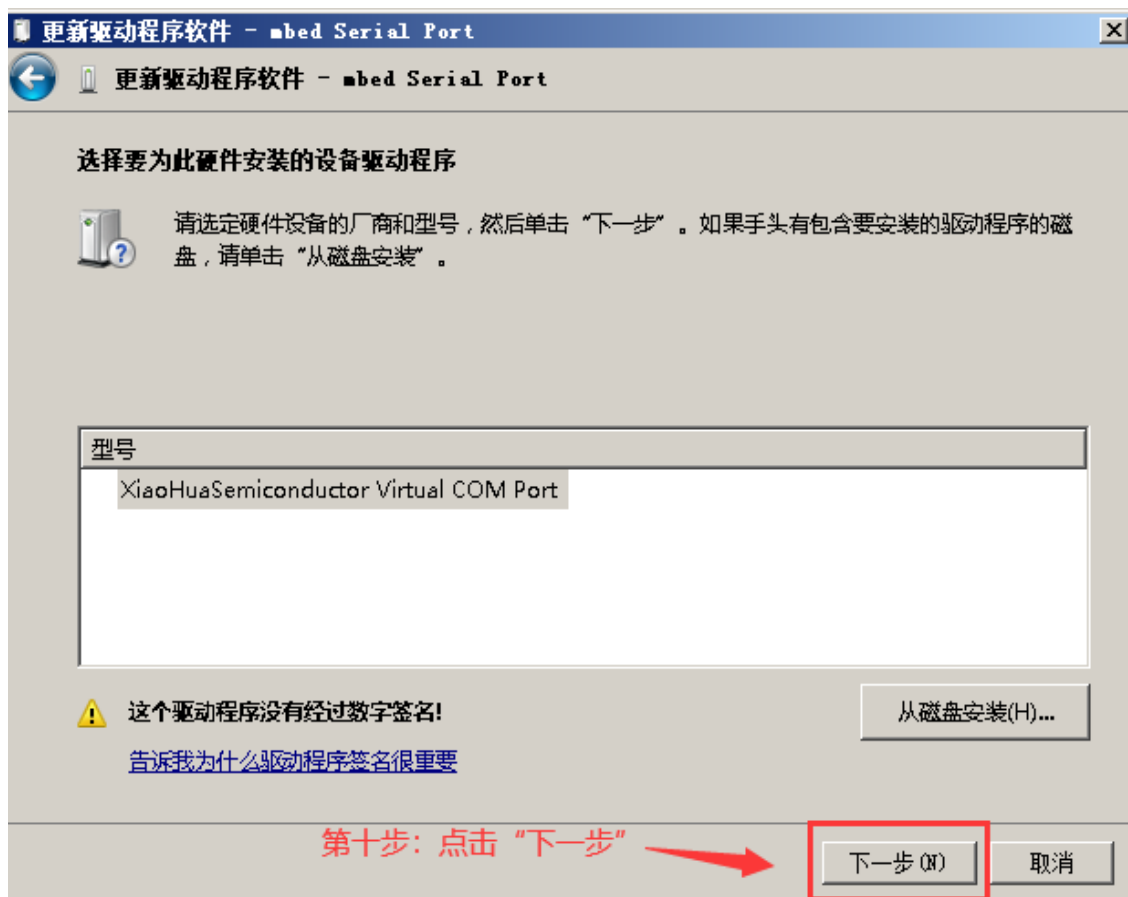 更新驱动程序软件 - mbed Serial Port
更新驱动程序软件 - mbed Serial Port
选择要为此硬件安装的设备驱动程序
请选定硬件设备的厂商和型号，然后单击“下一步”。如果手头有包含要安装的驱动程序的磁
盘，请单击“从磁盘安装”。
型号
XiaoHuaSemiconductor Virtual COM Port
这个驱动程序没有经过数字签名!
从磁盘安装(H)...
告诉我为什么驱动程序签名很重要
第十步：点击“下一步”
下一步(N)
取消